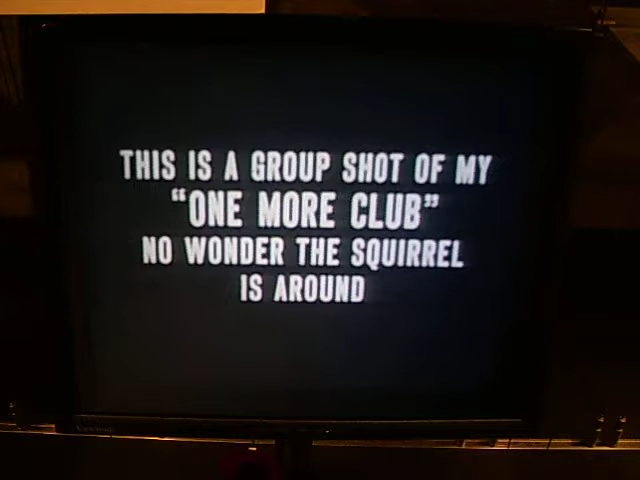 THIS IS A GROUP SHOT OF MY
"ONE MORE CLUB"
NO WONDER THE SQUIRREL
IS AROUND